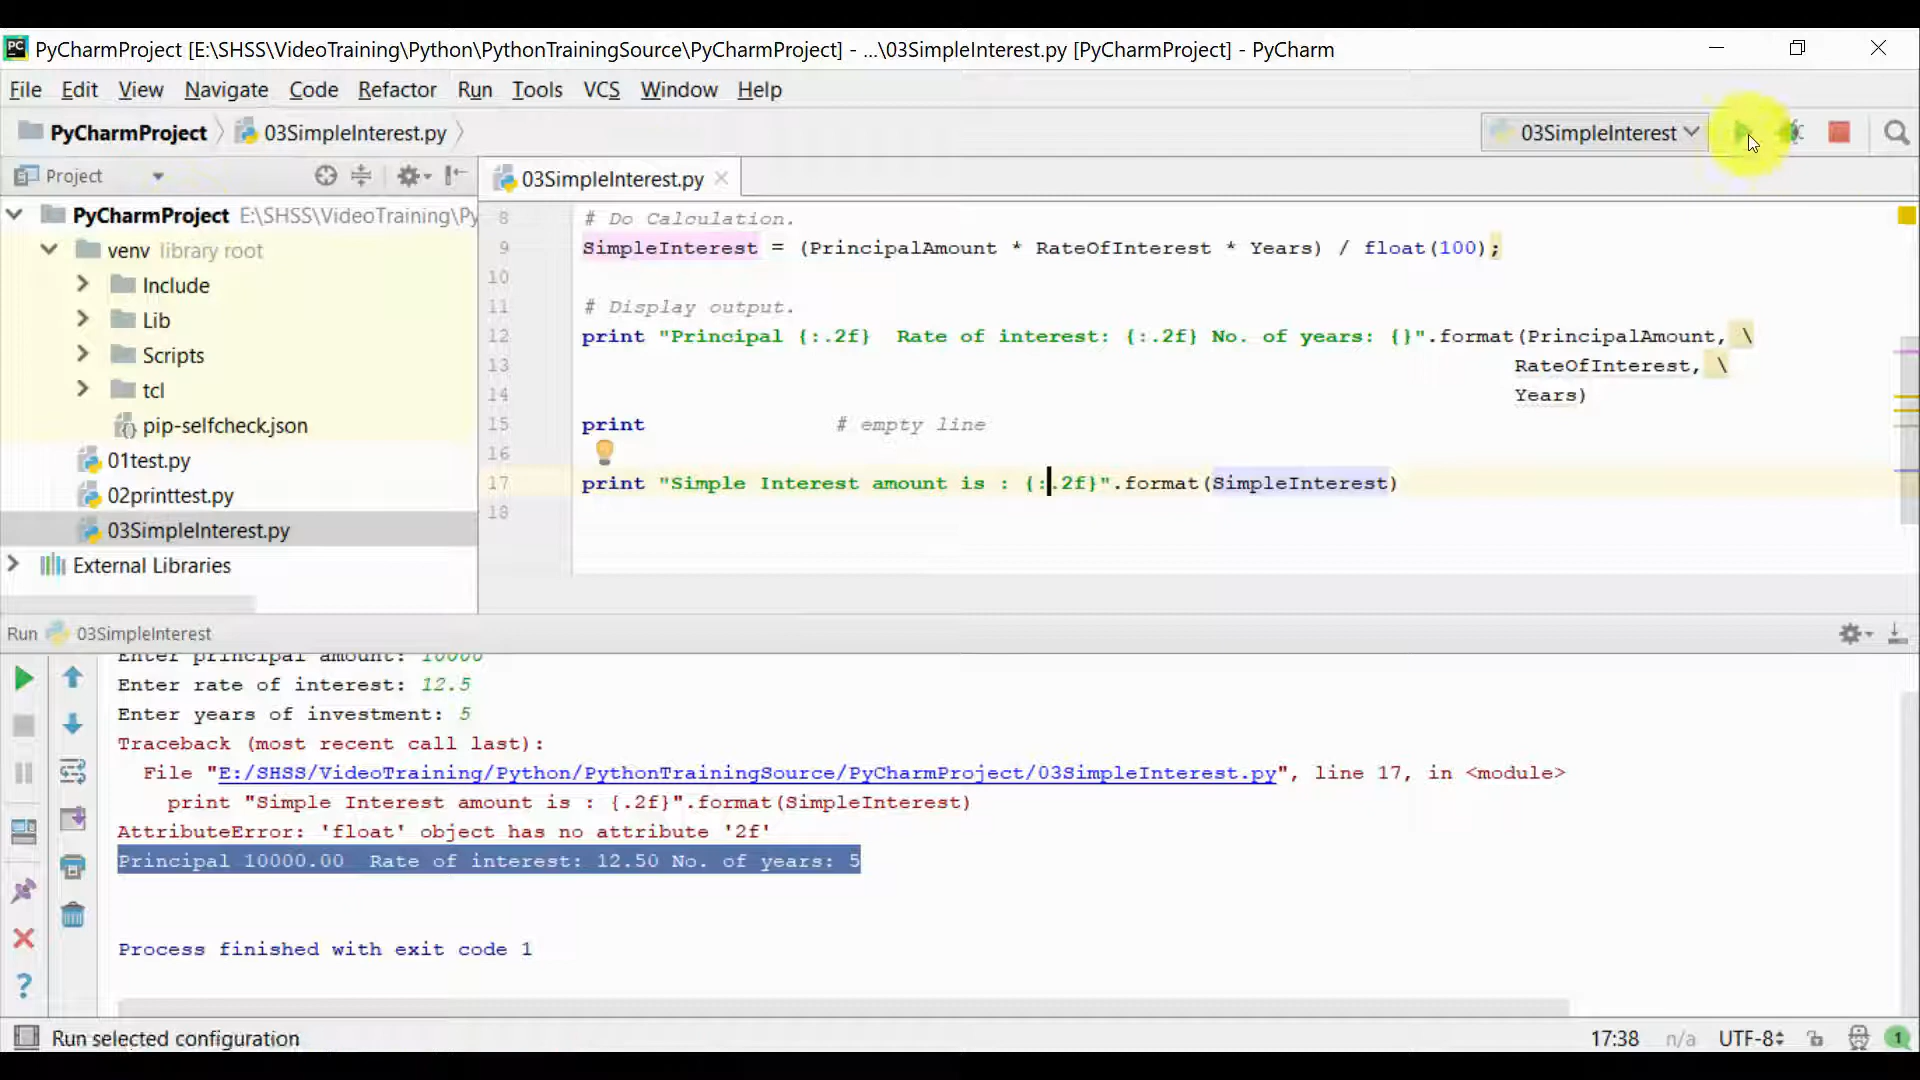 PyCharmProject [E:\SHSS\VideoTraining\Python\PythonTrainingSource\PyCharmProject] - ...\03SimpleInterest.py [PyCharmProject] - PyCharm
File Edit View Navigate Code Refactor Run Tools VCS Window Help
PyCharmProject 03SimpleInterest.py 03SimpleInterest
Project
03SimpleInterest.py
PyCharmProject E:\SHSS\VideoTraining\Py
venv library root
Include
Lib
Scripts
tcl
pip-selfcheck.json
01test.py
02printtest.py
03SimpleInterest.py
External Libraries
8 # Do Calculation.
9 SimpleInterest = (PrincipalAmount * RateOfInterest * Years) / float(100);
10
11 # Display output.
12 print "Principal {:.2f}  Rate of interest: {:.2f} No. of years: {}".format(PrincipalAmount, \
13 RateOfInterest, \
14 Years)
15 print # empty line
16
17 print "Simple Interest amount is : {:.2f}".format(SimpleInterest)
18
Run 03SimpleInterest
Enter principal amount: 10000
Enter rate of interest: 12.5
Enter years of investment: 5
Traceback (most recent call last):
File "E:/SHSS/VideoTraining/Python/PythonTrainingSource/PyCharmProject/03SimpleInterest.py", line 17, in <module>
print "Simple Interest amount is : {.2f}".format(SimpleInterest)
AttributeError: 'float' object has no attribute '2f'
Principal 10000.00  Rate of interest: 12.50 No. of years: 5
Process finished with exit code 1
Run selected configuration 17:38 n/a UTF-8 1